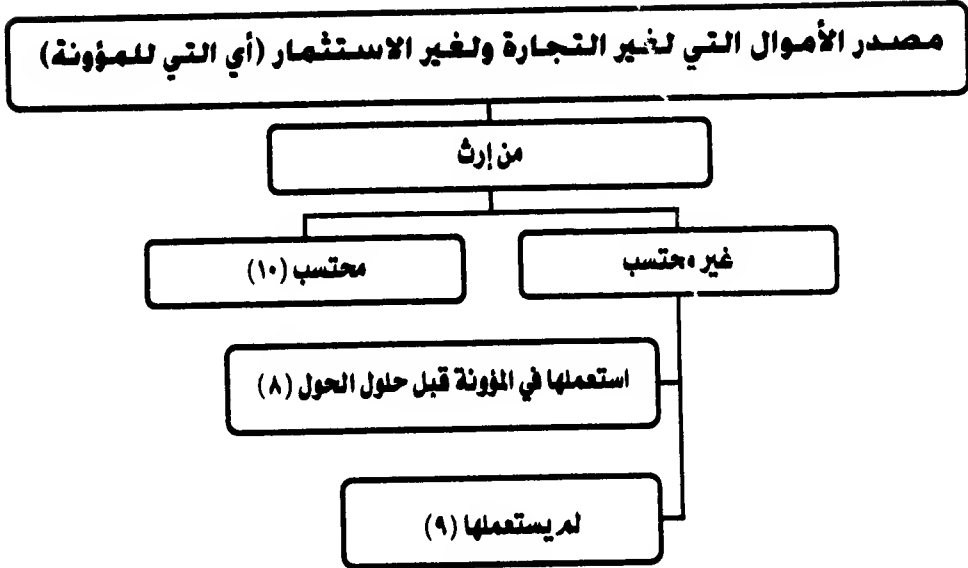 مصدر الأموال التي لغير التجارة ولغير الاستثمار (أي التي للمؤونة)
من إرث
غير محتسب
محتسب (١٠)
استعملها في المؤونة قبل حلول الحول (٨)
لم يستعملها (٩)